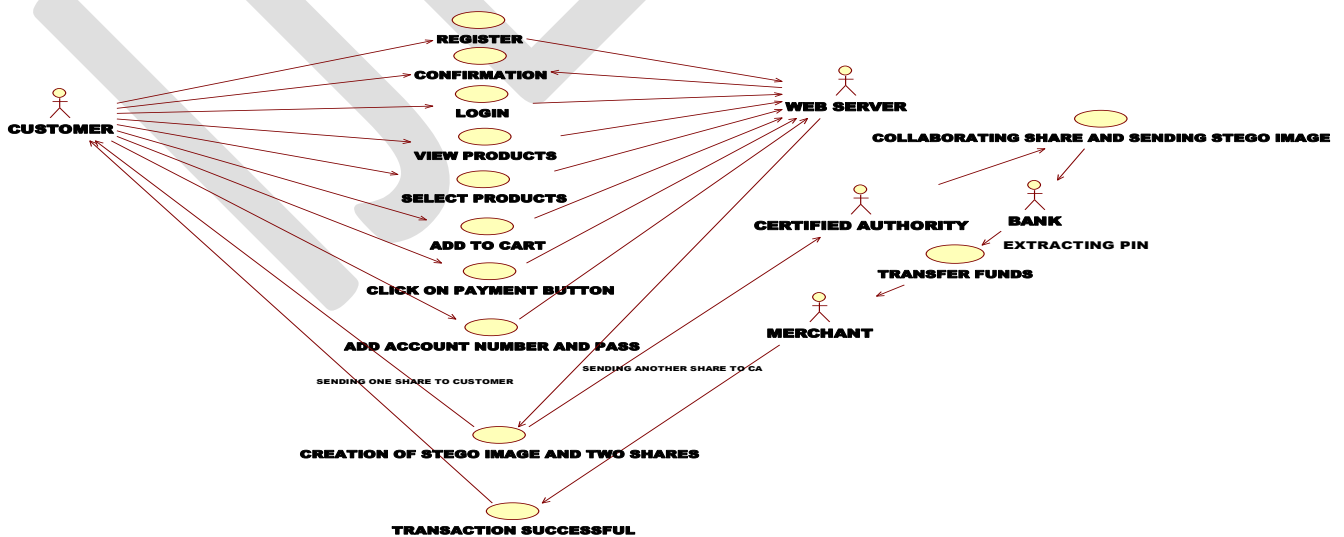 REGISTER
CONFIRMATION
LOGIN
WEB SERVER
CUSTOMER
COLLABORATING SHARE AND SENDING STEGO IMAGE
VIEW PRODUCTS
SELECT PRODUCTS
CERTIFIED AUTHORITY
BANK
ADD TO CART
EXTRACTING PIN
TRANSFER FUNDS
CLICK ON PAYMENT BUTTON
MERCHANT
ADD ACCOUNT NUMBER AND PASS
SENDING ANOTHER SHARE TO CA
SENDING ONE SHARE TO CUSTOMER
CREATION OF STEGO IMAGE AND TWO SHARES
TRANSACTION SUCCESSFUL